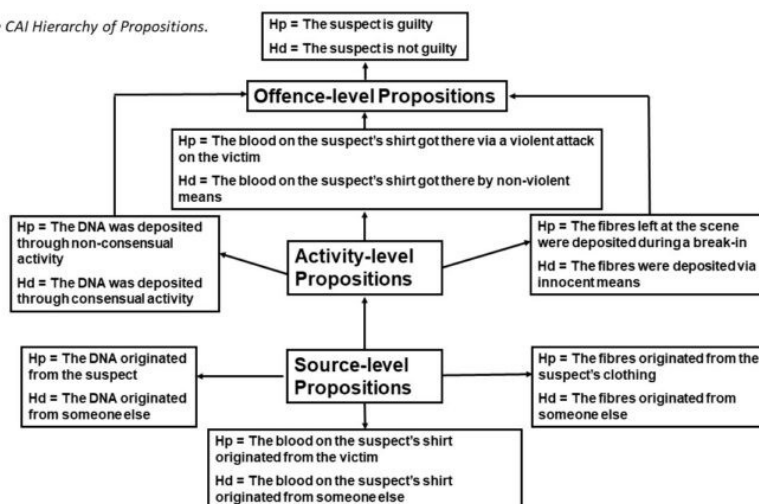 CAI Hierarchy of Propositions.
Hp = The suspect is guilty
Hd = The suspect is not guilty
Offence-level Propositions
Hp = The blood on the suspect's shirt got there via a violent attack
on the victim
Hd = The blood on the suspect's shirt got there by non-violent
means
Hp = The DNA was deposited
through non-consensual
activity
Hd = The DNA was deposited
through consensual activity
Activity-level
Propositions
Hp = The fibres left at the scene
were deposited during a break-in
Hd = The fibres were deposited via
innocent means
Hp = The DNA originated
from the suspect
Hd = The DNA originated
from someone else
Source-level
Propositions
Hp = The fibres originated from the
suspect's clothing
Hd = The fibres originated from
someone else
Hp = The blood on the suspect's shirt
originated from the victim
Hd = The blood on the suspect's shirt
originated from someone else